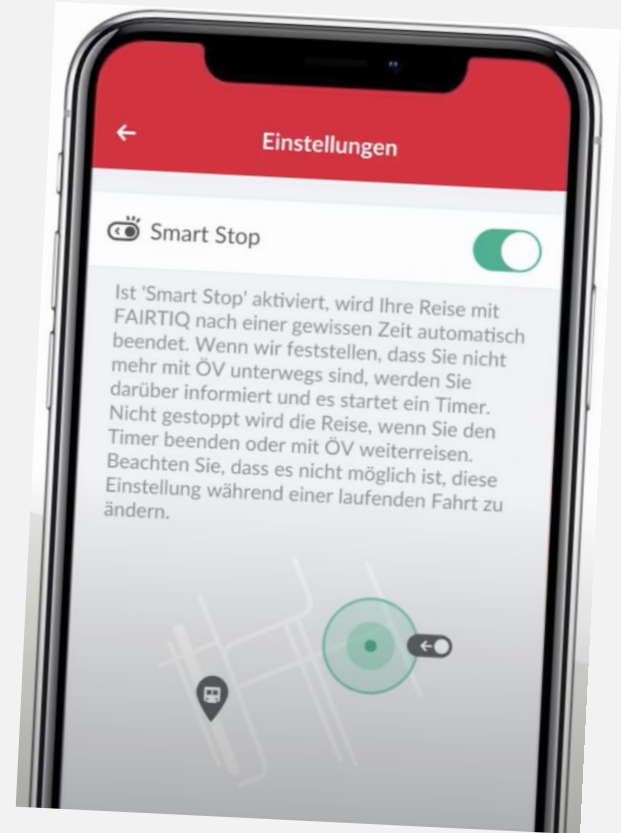 Einstellungen
Smart Stop
Ist 'Smart Stop' aktiviert, wird Ihre Reise mit
FAIRTIQ nach einer gewissen Zeit automatisch
beendet. Wenn wir feststellen, dass Sie nicht
mehr mit ÖV unterwegs sind, werden Sie
darüber informiert und es startet ein Timer.
Nicht gestoppt wird die Reise, wenn Sie den
Timer beenden oder mit ÖV weiterreisen.
Beachten Sie, dass es nicht möglich ist, diese
Einstellung während einer laufenden Fahrt zu
ändern.